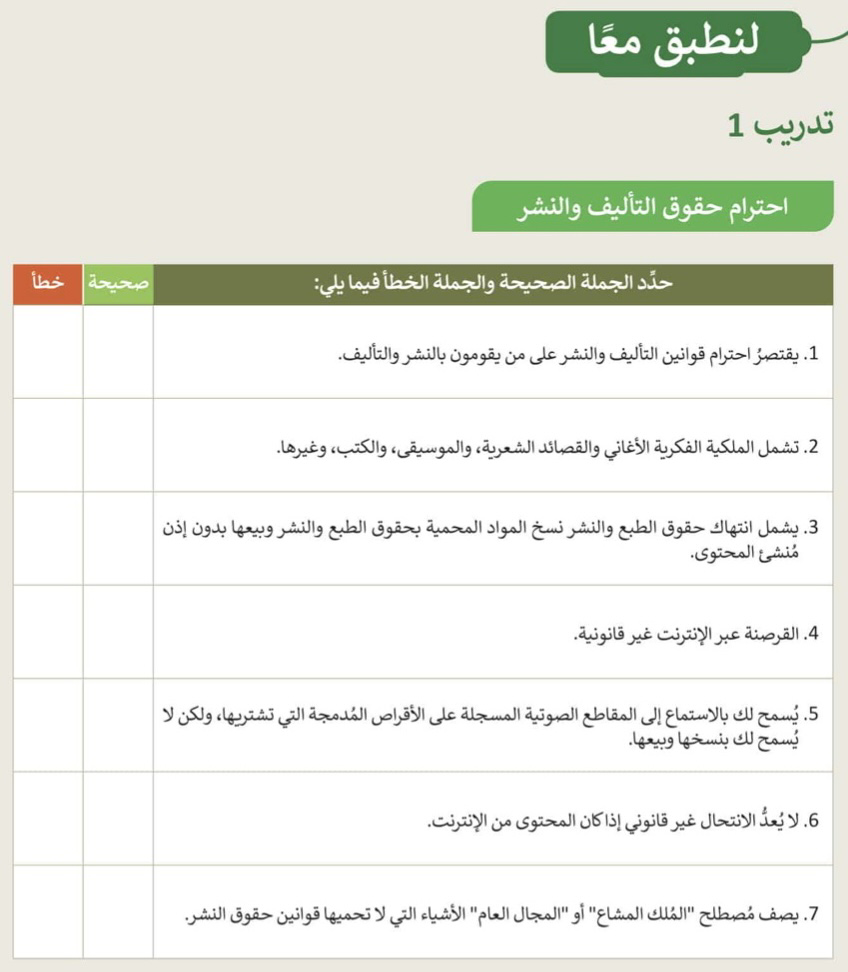 لنطبق معًا
تدريب 1
احترام حقوق التأليف والنشر
حدِّد الجملة الصحيحة والجملة الخطأ فيما يلي: صحيحة خطأ
1. يقتصرُ احترام قوانين التأليف والنشر على من يقومون بالنشر والتأليف.
2. تشمل الملكية الفكرية الأغاني والقصائد الشعرية، والموسيقى، والكتب، وغيرها.
3. يشمل انتهاك حقوق الطبع والنشر نسخ المواد المحمية بحقوق الطبع والنشر وبيعها بدون إذن
مُنشئ المحتوى.
4. القرصنة عبر الإنترنت غير قانونية.
5. يُسمح لك بالاستماع إلى المقاطع الصوتية المسجلة على الأقراص المُدمجة التي تشتريها، ولكن لا
يُسمح لك بنسخها وبيعها.
6. لا يُعدُّ الانتحال غير قانوني إذا كان المحتوى من الإنترنت.
7. يصف مُصطلح "المُلك المشاع" أو "المجال العام" الأشياء التي لا تحميها قوانين حقوق النشر.